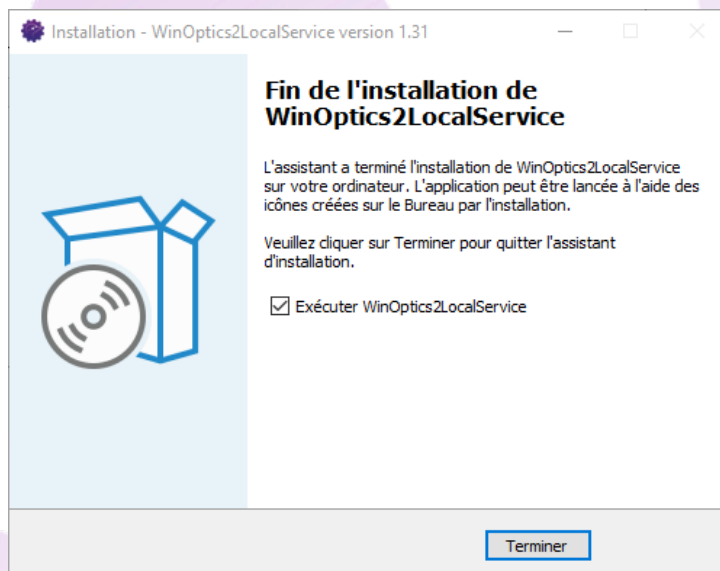 Installation - WinOptics2LocalService version 1.31
Fin de l'installation de
WinOptics2LocalService
L'assistant a terminé l'installation de WinOptics2LocalService
sur votre ordinateur. L'application peut être lancée à l'aide des
icônes créées sur le Bureau par l'installation.
Veuillez cliquer sur Terminer pour quitter l'assistant
d'installation.
Exécuter WinOptics2LocalService
Terminer